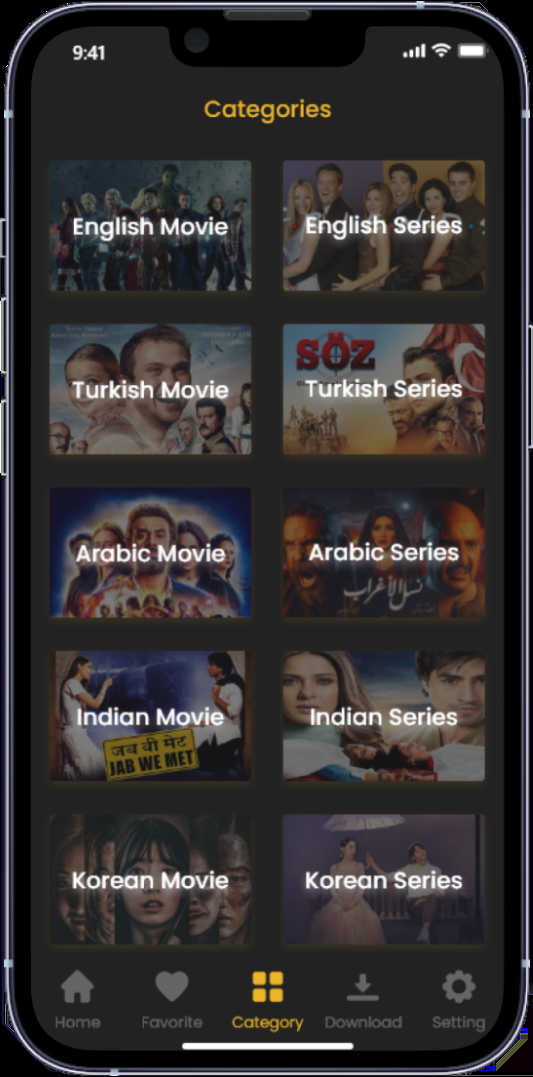 9:41
Categories
English Movie
English Series
Turkish Movie
SÖZ
Turkish Series
Arabic Movie
Arabic Series
نسل الأغراب
Indian Movie
जब वी मेट
JAB WE MET
Indian Series
Korean Movie
Korean Series
Home
Favorite
Category
Download
Setting